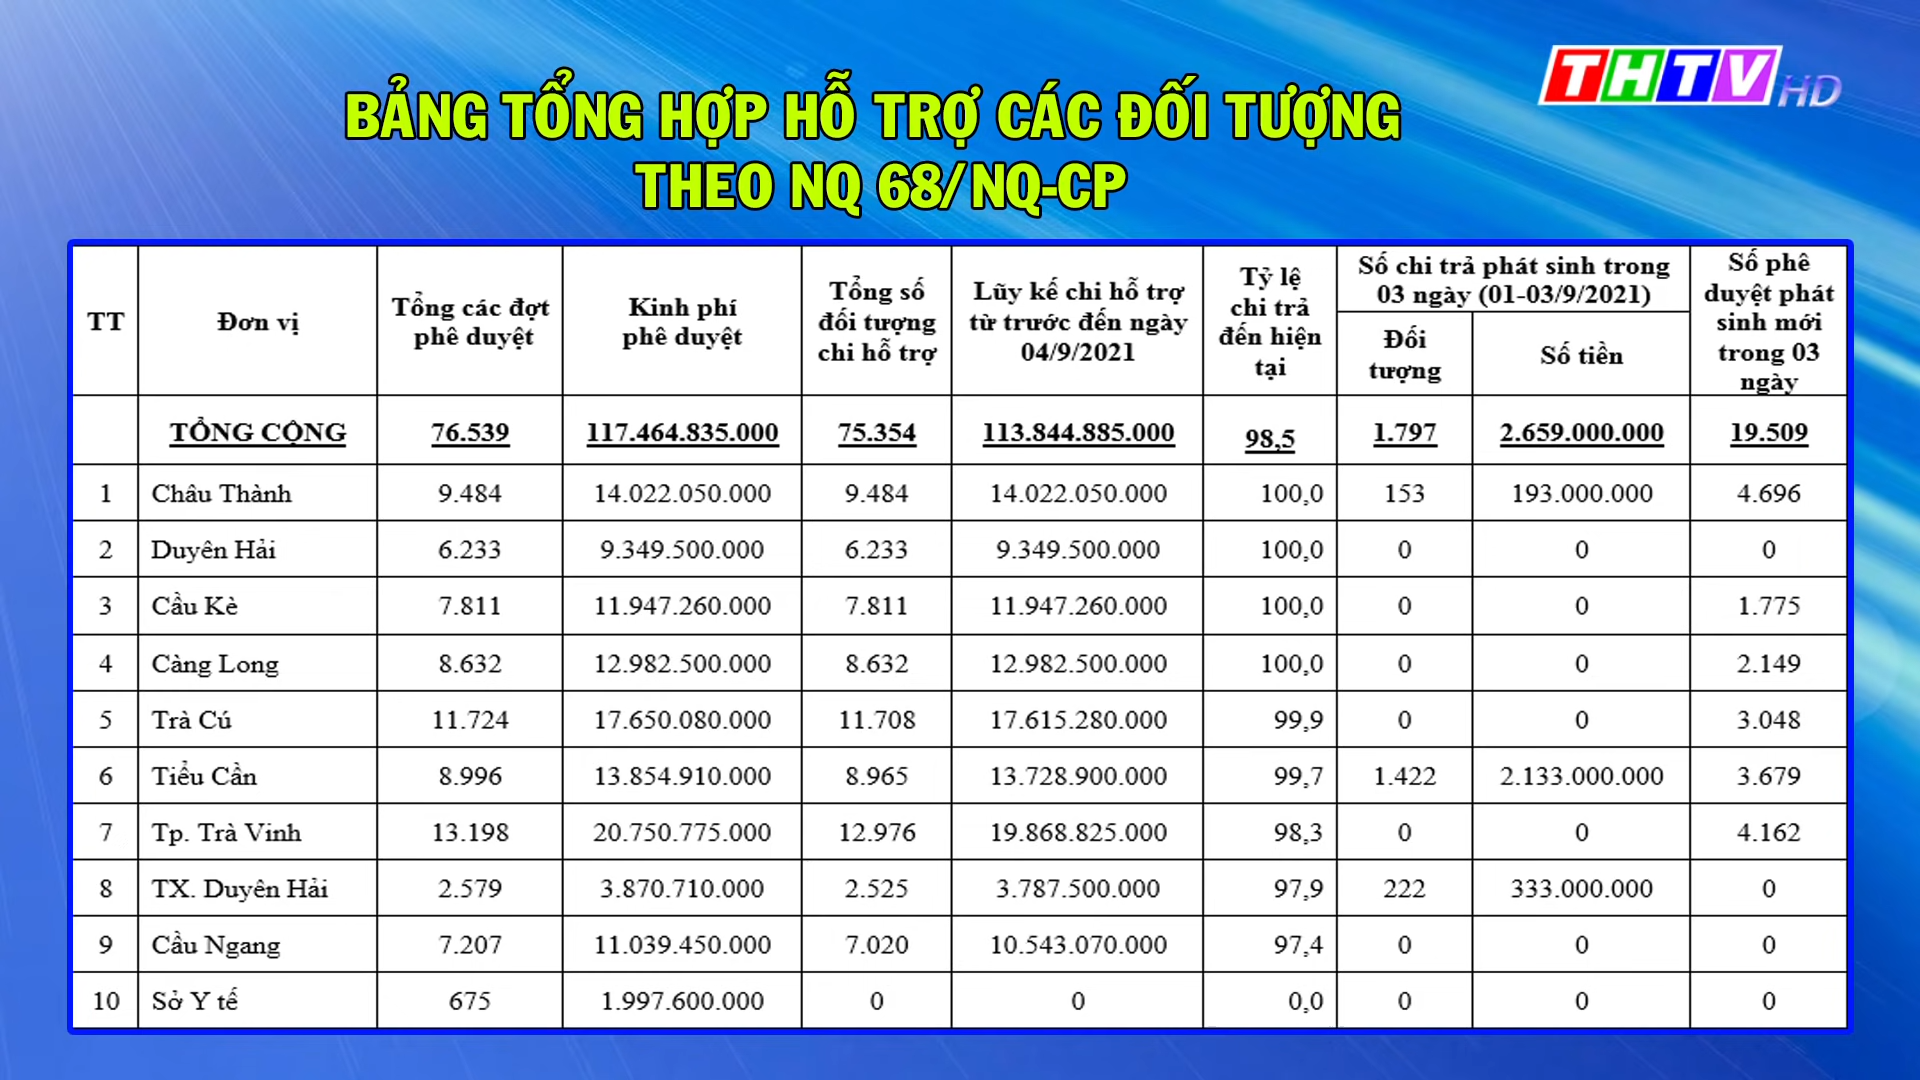 THTV HD
BẢNG TỔNG HỢP HỖ TRỢ CÁC ĐỐI TƯỢNG
THEO NQ 68/NQ-CP
TT Đơn vị Tổng các đợt phê duyệt Kinh phí phê duyệt Tổng số đối tượng chi hỗ trợ Lũy kế chi hỗ trợ từ trước đến ngày 04/9/2021 Tỷ lệ chi trả đến hiện tại Số chi trả phát sinh trong 03 ngày (01-03/9/2021) Đối tượng Số tiền Số phê duyệt phát sinh mới trong 03 ngày
TỔNG CỘNG 76.539 117.464.835.000 75.354 113.844.885.000 98,5 1.797 2.659.000.000 19.509
1 Châu Thành 9.484 14.022.050.000 9.484 14.022.050.000 100,0 153 193.000.000 4.696
2 Duyên Hải 6.233 9.349.500.000 6.233 9.349.500.000 100,0 0 0 0
3 Cầu Kè 7.811 11.947.260.000 7.811 11.947.260.000 100,0 0 0 1.775
4 Càng Long 8.632 12.982.500.000 8.632 12.982.500.000 100,0 0 0 2.149
5 Trà Cú 11.724 17.650.080.000 11.708 17.615.280.000 99,9 0 0 3.048
6 Tiểu Cần 8.996 13.854.910.000 8.965 13.728.900.000 99,7 1.422 2.133.000.000 3.679
7 Tp. Trà Vinh 13.198 20.750.775.000 12.976 19.868.825.000 98,3 0 0 4.162
8 TX. Duyên Hải 2.579 3.870.710.000 2.525 3.787.500.000 97,9 222 333.000.000 0
9 Cầu Ngang 7.207 11.039.450.000 7.020 10.543.070.000 97,4 0 0 0
10 Sở Y tế 675 1.997.600.000 0 0 0,0 0 0 0